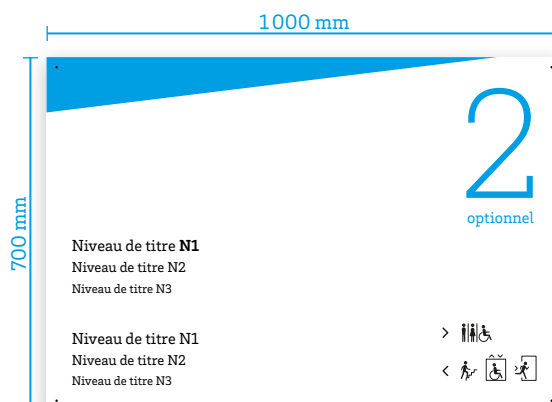 1000 mm
700 mm
2
optionnel
Niveau de titre N1
Niveau de titre N2
Niveau de titre N3
Niveau de titre N1
Niveau de titre N2
Niveau de titre N3
>
<